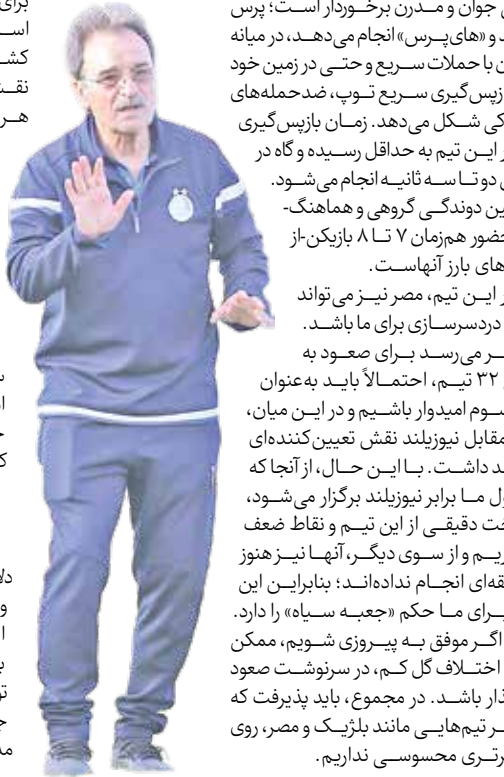 جوان و مدرن برخوردار است؛ پرس
و «های‌پرس» انجام می‌دهد، در میانه
با حملات سریع و حتی در زمین خود
بازپس‌گیری سریع توپ، ضدحمله‌های
شکل می‌دهد. زمان بازپس‌گیری
این تیم به حداقل رسیده و گاه در
دو تا سه ثانیه انجام می‌شود.
دوندگی گروهی و هماهنگ-
حضور هم‌زمان ۷ تا ۸ بازیکن-از
بارز آنهاست.
این تیم، مصر نیز می‌تواند
دردسرسازی برای ما باشد.
می‌رسد برای صعود به
۳۲ تیم، احتمالاً باید به‌عنوان
امیدوار باشیم و در این میان،
مقابل نیوزیلند نقش تعیین‌کننده‌ای
داشت. با این حال، از آنجا که
ما برابر نیوزیلند برگزار می‌شود،
دقیقی از این تیم و نقاط ضعف
و از سوی دیگر، آنها نیز هنوز
انجام نداده‌اند؛ بنابراین این
برای ما حکم «جعبه سیاه» را دارد.
اگر موفق به پیروزی شویم، ممکن
اختلاف گل کم، در سرنوشت صعود
باشد. در مجموع، باید پذیرفت که
تیم‌هایی مانند بلژیک و مصر، روی
محسوسی نداریم.
برای